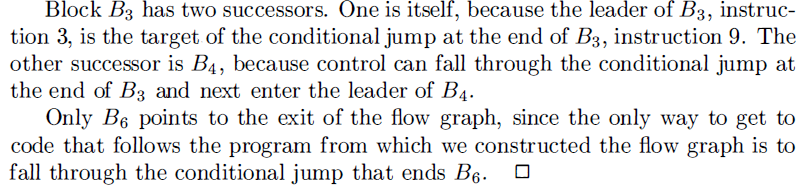 Block B₃ has two successors. One is itself, because the leader of B₃, instruc-
tion 3, is the target of the conditional jump at the end of B₃, instruction 9. The
other successor is B₄, because control can fall through the conditional jump at
the end of B₃ and next enter the leader of B₄.
Only B₆ points to the exit of the flow graph, since the only way to get to
code that follows the program from which we constructed the flow graph is to
fall through the conditional jump that ends B₆. □